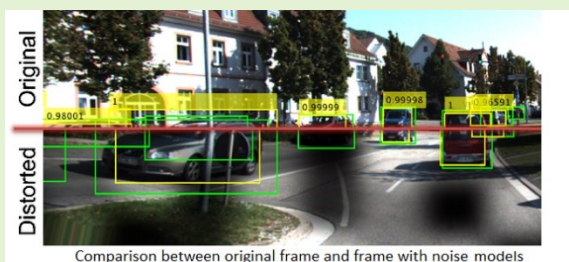 Original
Distorted
1
0.98001
0.99999
0.99998
1
0.96591
Comparison between original frame and frame with noise models